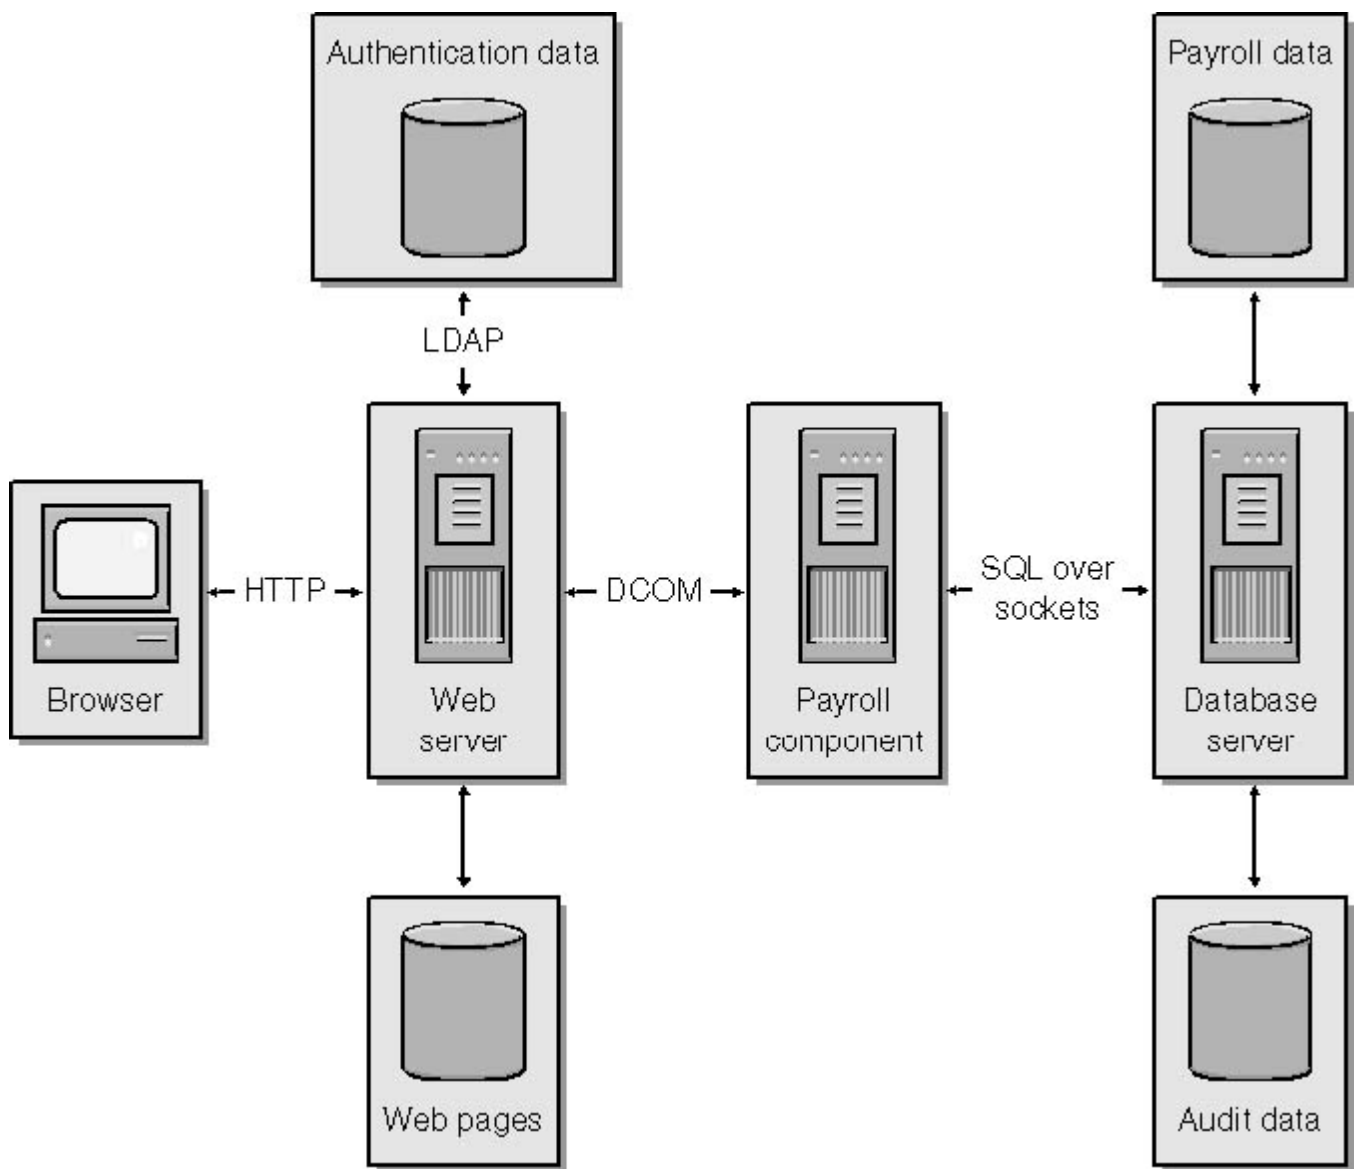 Authentication data
Payroll data
LDAP
HTTP
DCOM
SQL over
sockets
Browser
Web
server
Payroll
component
Database
server
Web pages
Audit data